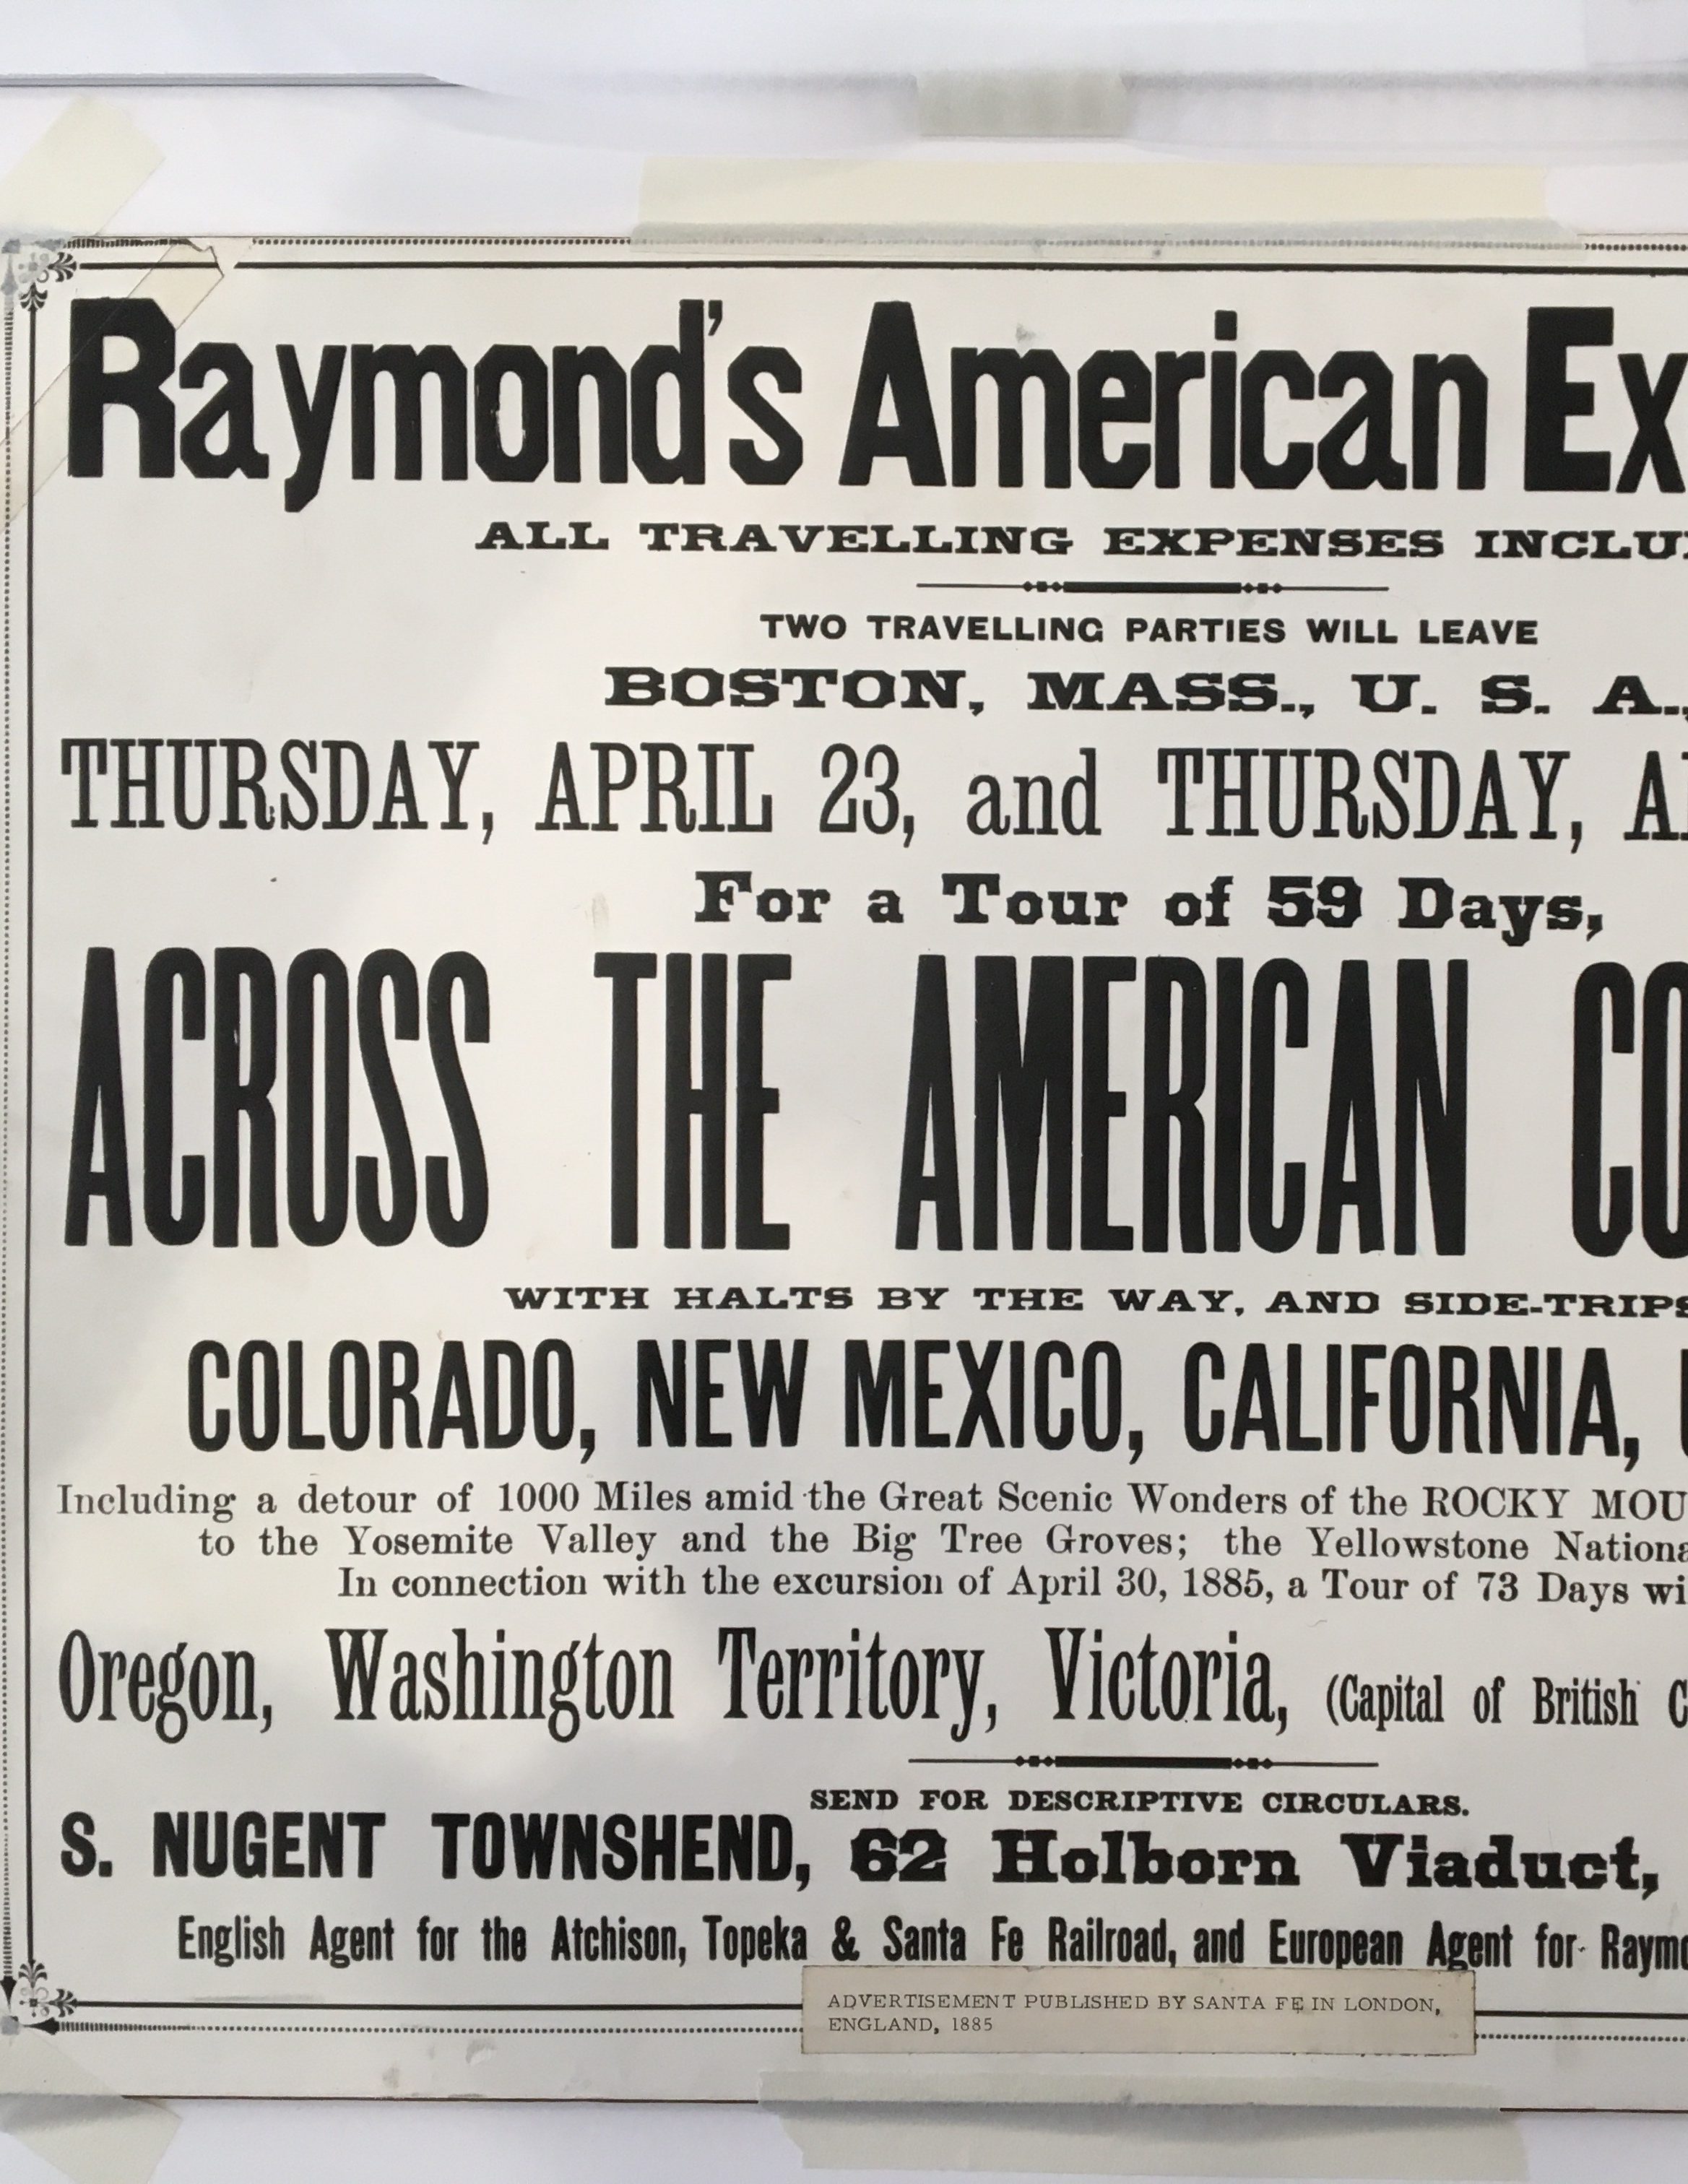 Raymond's American Ex
ALL TRAVELLING EXPENSES INCLU
TWO TRAVELLING PARTIES WILL LEAVE
BOSTON, MASS., U. S. A.,
THURSDAY, APRIL 23, and THURSDAY, A
For a Tour of 59 Days,
ACROSS THE AMERICAN CO
WITH HALTS BY THE WAY, AND SIDE-TRIPS
COLORADO, NEW MEXICO, CALIFORNIA,
Including a detour of 1000 Miles amid the Great Scenic Wonders of the ROCKY MOU
to the Yosemite Valley and the Big Tree Groves; the Yellowstone Nationa
In connection with the excursion of April 30, 1885, a Tour of 73 Days wi
Oregon, Washington Territory, Victoria, (Capital of British C
SEND FOR DESCRIPTIVE CIRCULARS.
S. NUGENT TOWNSHEND, 62 Holborn Viaduct,
English Agent for the Atchison, Topeka & Santa Fe Railroad, and European Agent for Raymo
ADVERTISEMENT PUBLISHED BY SANTA FE IN LONDON,
ENGLAND, 1885